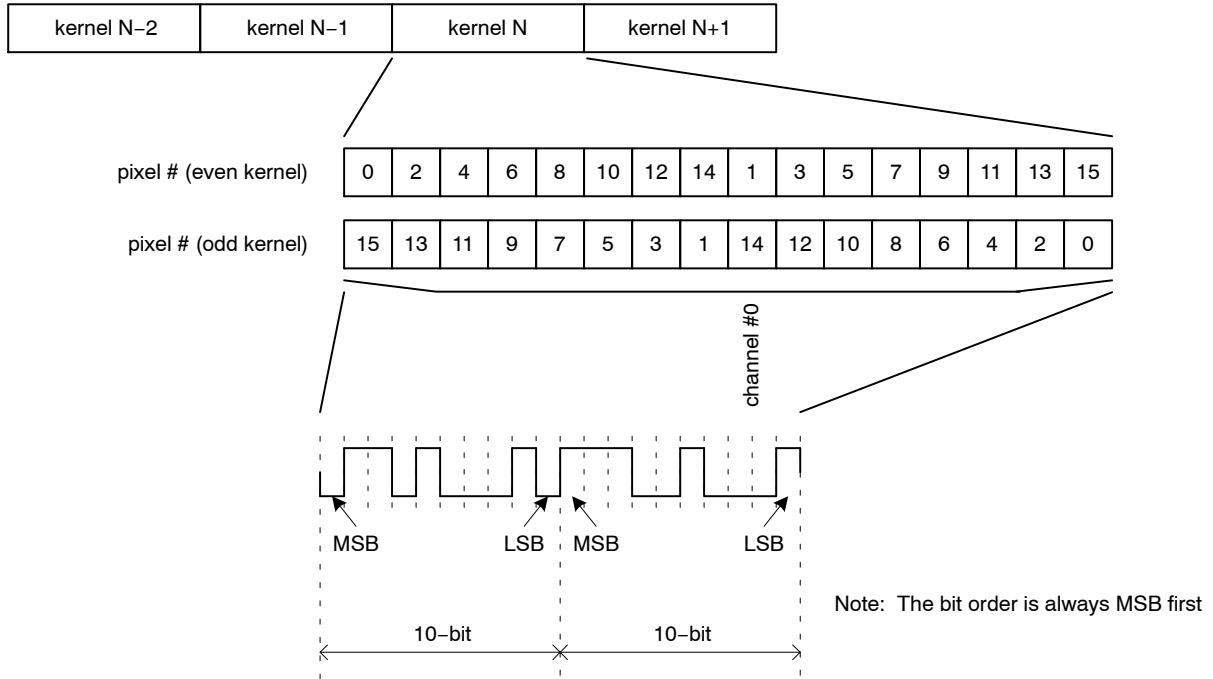 kernel N−2 kernel N−1 kernel N kernel N+1
pixel # (even kernel) 0 2 4 6 8 10 12 14 1 3 5 7 9 11 13 15
pixel # (odd kernel) 15 13 11 9 7 5 3 1 14 12 10 8 6 4 2 0
channel #0
MSB LSB MSB LSB
Note: The bit order is always MSB first
10−bit 10−bit